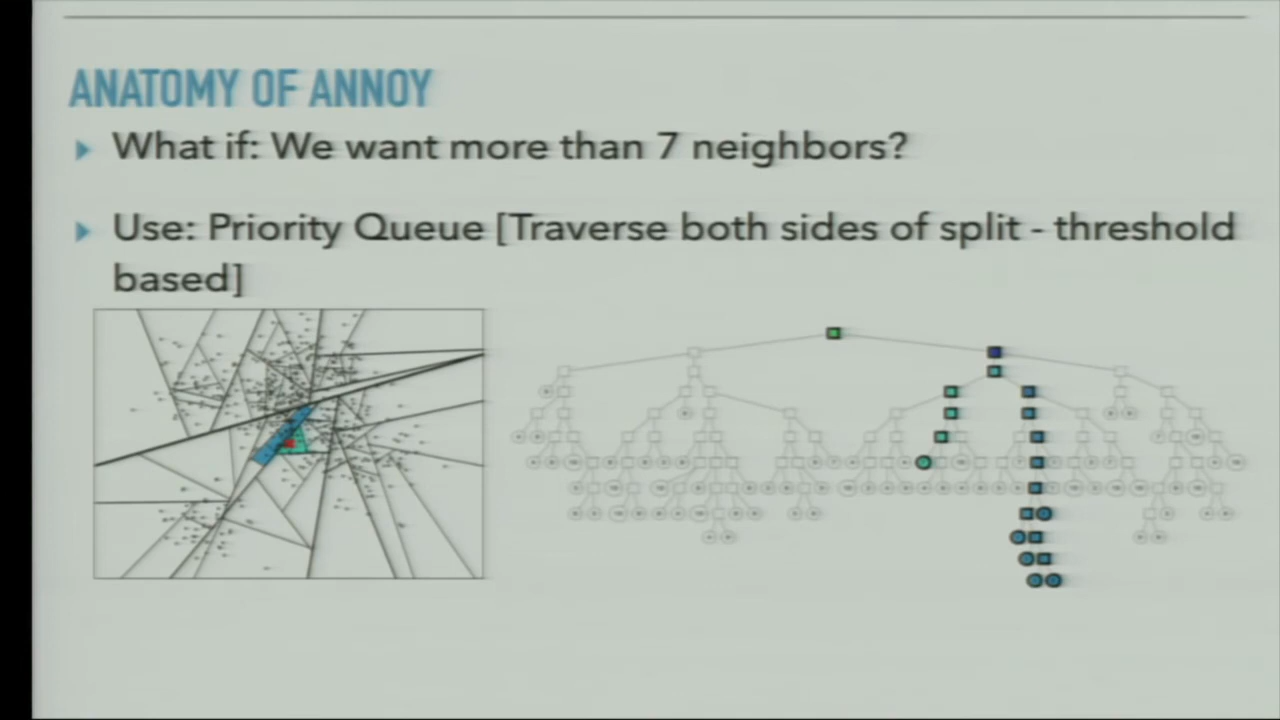 ANATOMY OF ANNOY
What if: We want more than 7 neighbors?
Use: Priority Queue [Traverse both sides of split - threshold
based]